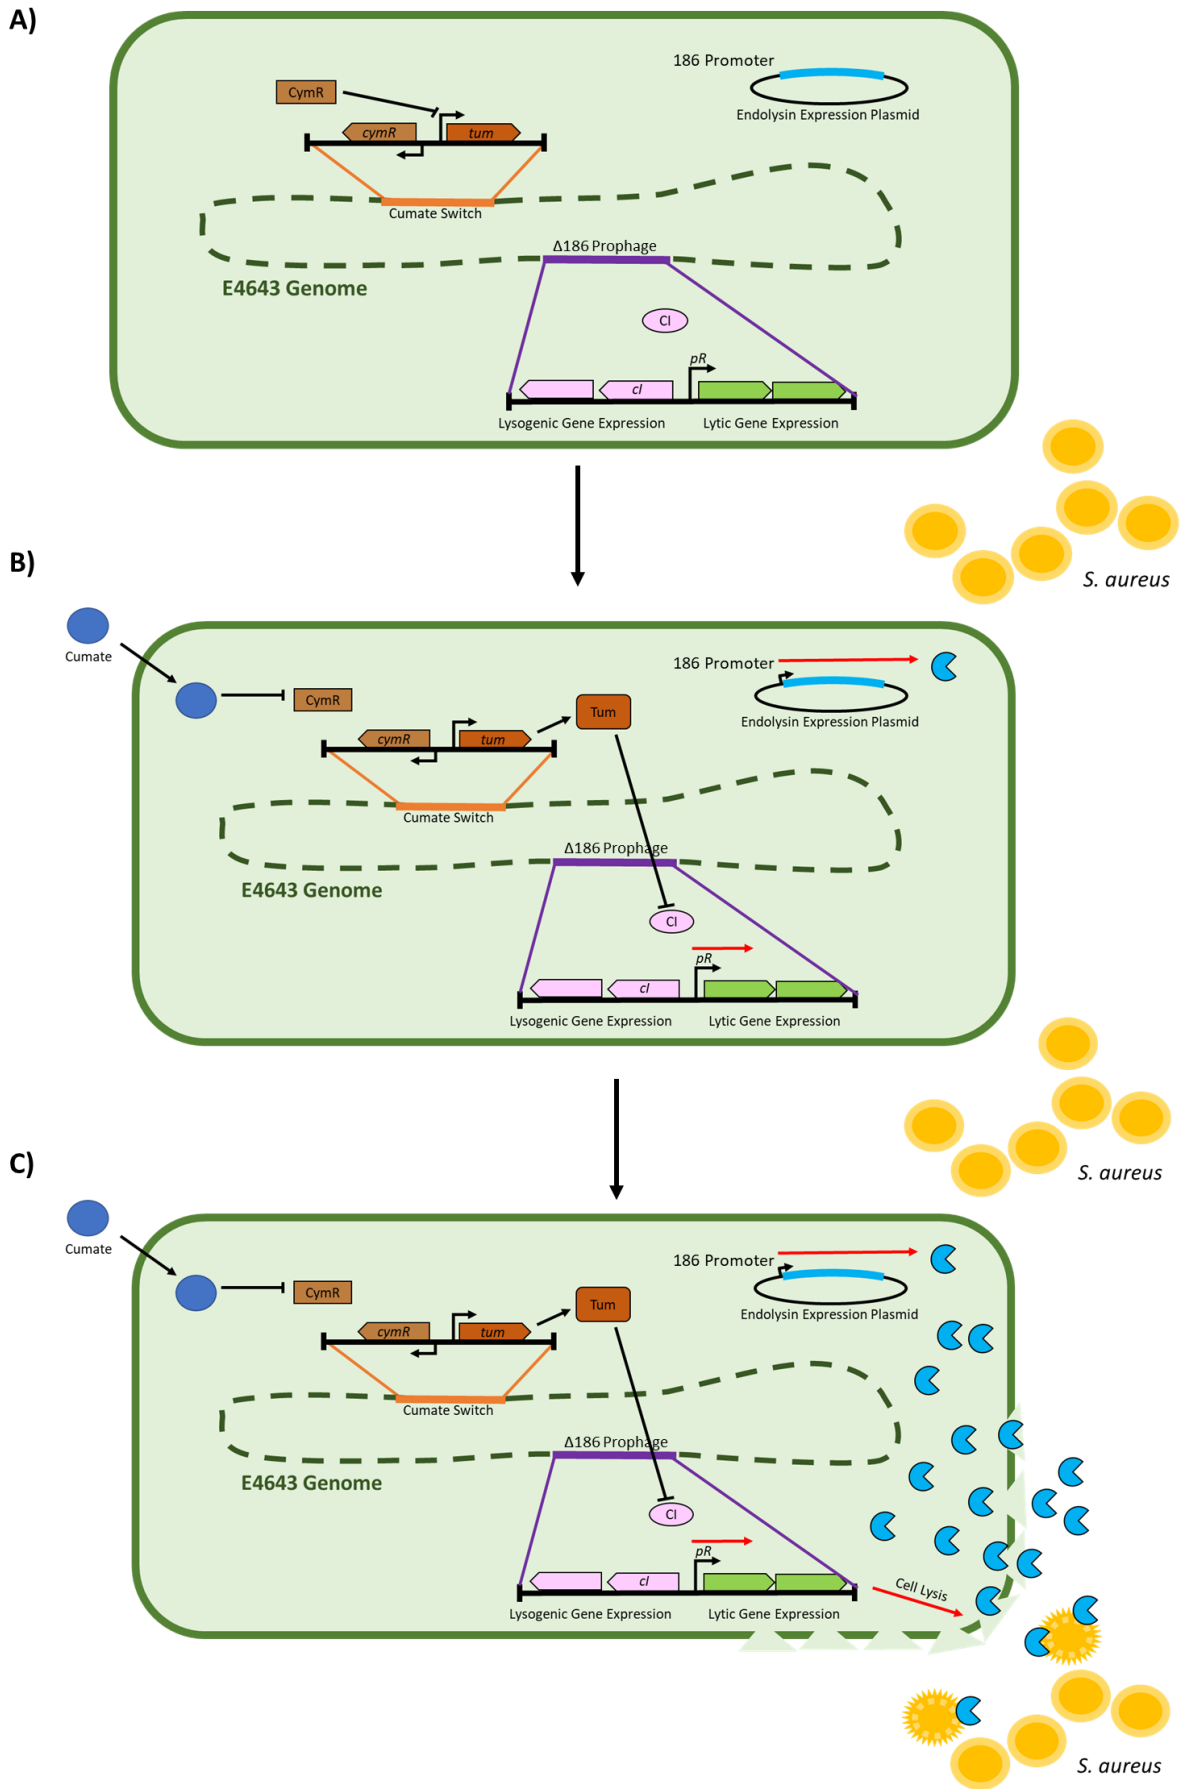 A)
186 Promoter
CymR
Endolysin Expression Plasmid
cymR
tum
Cumate Switch
Δ186 Prophage
E4643 Genome
CI
pR
cI
Lysogenic Gene Expression
Lytic Gene Expression
S. aureus
B)
Cumate
186 Promoter
CymR
Tum
Endolysin Expression Plasmid
cymR
tum
Cumate Switch
Δ186 Prophage
E4643 Genome
CI
pR
cI
Lysogenic Gene Expression
Lytic Gene Expression
S. aureus
C)
Cumate
186 Promoter
CymR
Tum
Endolysin Expression Plasmid
cymR
tum
Cumate Switch
Δ186 Prophage
E4643 Genome
CI
pR
cI
Cell Lysis
Lysogenic Gene Expression
Lytic Gene Expression
S. aureus